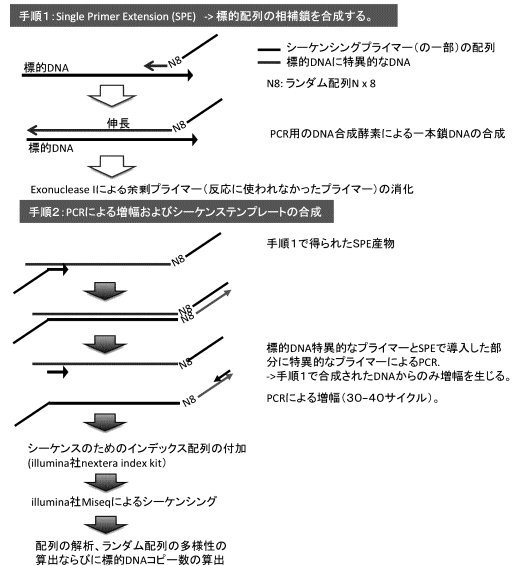 手順1：Single Primer Extension (SPE) -> 標的配列の相補鎖を合成する。
シーケンシングプライマー（の一部）の配列
標的DNAに特異的なDNA
N8: ランダム配列N x 8
N8
標的DNA
伸長
N8
標的DNA
PCR用のDNA合成酵素による一本鎖DNAの合成
Exonuclease Iによる余剰プライマー（反応に使われなかったプライマー）の消化
手順2：PCRによる増幅およびシーケンステンプレートの合成
手順1で得られたSPE産物
N8
N8
N8
標的DNA特異的なプライマーとSPEで導入した部
分に特異的なプライマーによるPCR.
->手順1で合成されたDNAからのみ増幅を生じる。
N8
PCRによる増幅（30–40サイクル）。
N8
シーケンスのためのインデックス配列の付加
(illumina社nextera index kit）
illumina社Miseqによるシーケンシング
配列の解析、ランダム配列の多様性の
算出ならびに標的DNAコピー数の算出